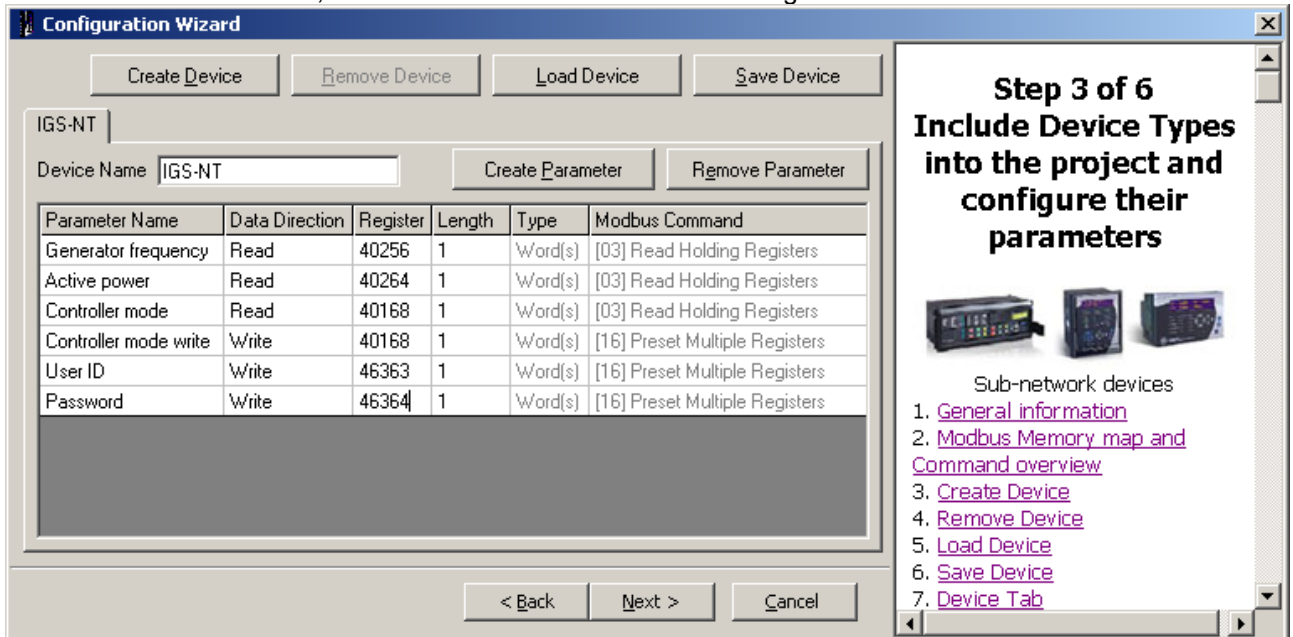 Configuration Wizard
Create Device Remove Device Load Device Save Device
IGS-NT
Device Name IGS-NT Create Parameter Remove Parameter
Parameter Name Data Direction Register Length Type Modbus Command
Generator frequency Read 40256 1 Word(s) [03] Read Holding Registers
Active power Read 40264 1 Word(s) [03] Read Holding Registers
Controller mode Read 40168 1 Word(s) [03] Read Holding Registers
Controller mode write Write 40168 1 Word(s) [16] Preset Multiple Registers
User ID Write 46363 1 Word(s) [16] Preset Multiple Registers
Password Write 46364 1 Word(s) [16] Preset Multiple Registers
< Back Next > Cancel
Step 3 of 6
Include Device Types
into the project and
configure their
parameters
Sub-network devices
1. General information
2. Modbus Memory map and
Command overview
3. Create Device
4. Remove Device
5. Load Device
6. Save Device
7. Device Tab